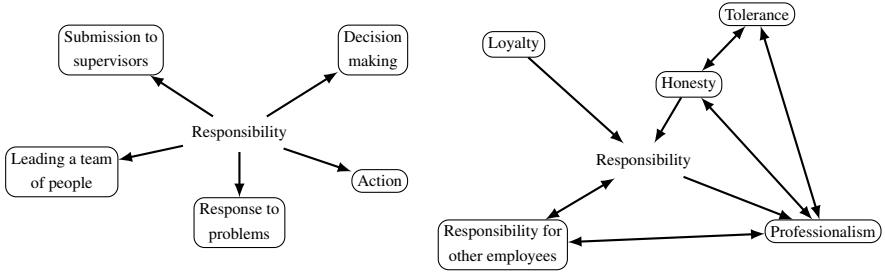 Submission to
supervisors
Decision
making
Responsibility
Leading a team
of people
Action
Response to
problems
Tolerance
Loyalty
Honesty
Responsibility
Responsibility for
other employees
Professionalism